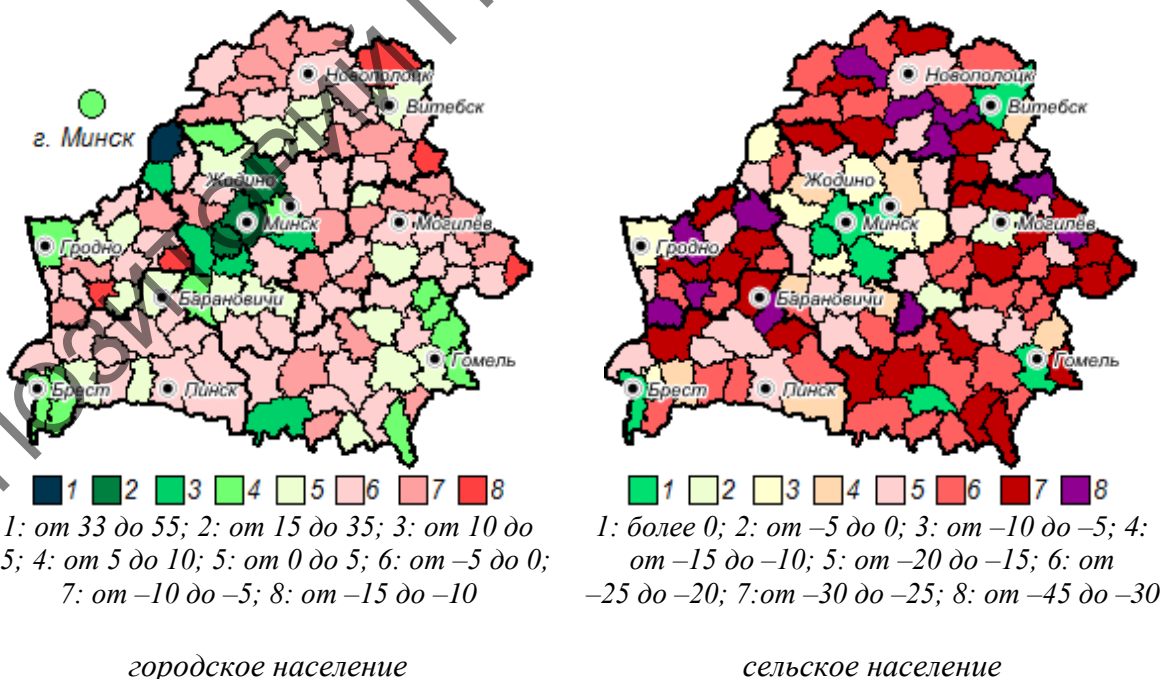 Новополоцк
Витебск
г. Минск
Жодино
Минск
Могилёв
Гродно
Барановичи
Гомель
Брест
Пинск
1 2 3 4 5 6 7 8
1: от 33 до 55; 2: от 15 до 35; 3: от 10 до
5; 4: от 5 до 10; 5: от 0 до 5; 6: от –5 до 0;
7: от –10 до –5; 8: от –15 до –10
городское население
Новополоцк
Витебск
Жодино
Минск
Могилёв
Гродно
Барановичи
Гомель
Брест
Пинск
1 2 3 4 5 6 7 8
1: более 0; 2: от –5 до 0; 3: от –10 до –5; 4:
от –15 до –10; 5: от –20 до –15; 6: от
–25 до –20; 7:от –30 до –25; 8: от –45 до –30
сельское население